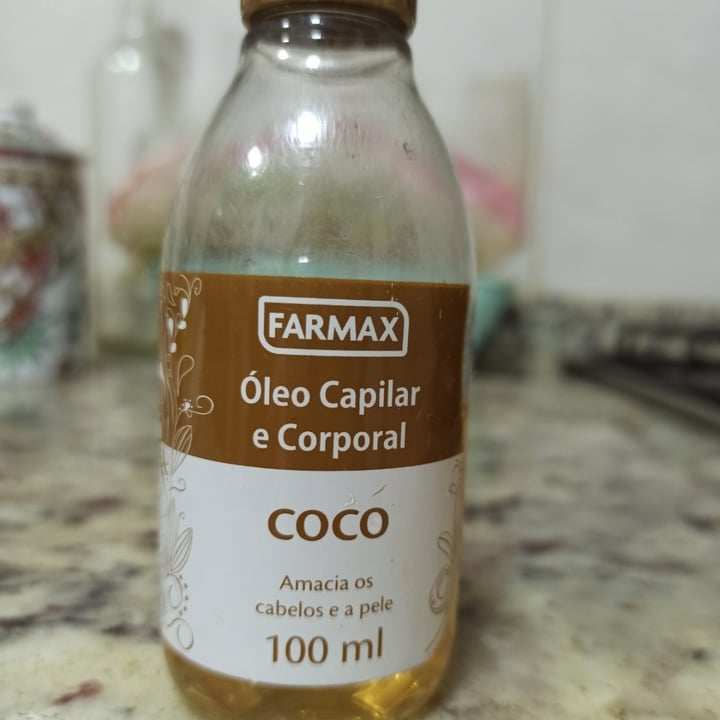 FARMAX
Óleo Capilar
e Corporal
COCO
Amacia os
cabelos e a pele
100 ml